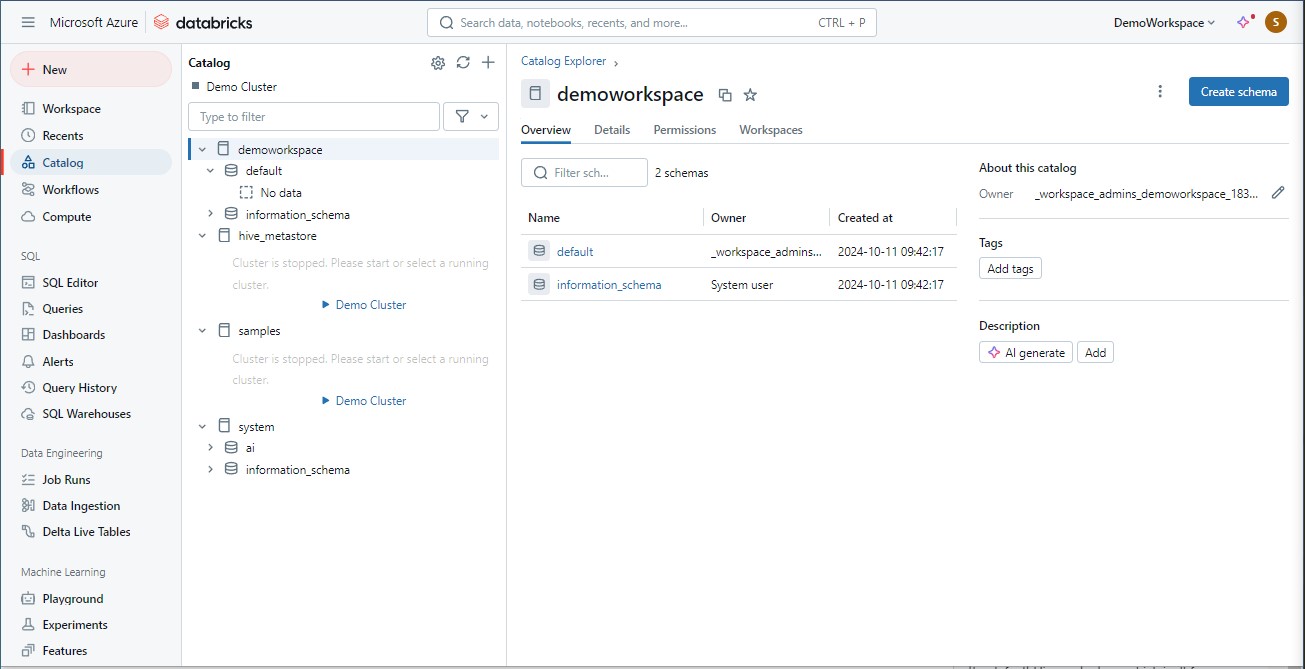 Microsoft Azure
databricks
Search data, notebooks, recents, and more...
CTRL + P
DemoWorkspace
S
New
Workspace
Recents
Catalog
Workflows
Compute
SQL
SQL Editor
Queries
Dashboards
Alerts
Query History
SQL Warehouses
Data Engineering
Job Runs
Data Ingestion
Delta Live Tables
Machine Learning
Playground
Experiments
Features
Catalog
Demo Cluster
Type to filter
demoworkspace
default
No data
information_schema
hive_metastore
Cluster is stopped. Please start or select a running
cluster.
Demo Cluster
samples
Cluster is stopped. Please start or select a running
cluster.
Demo Cluster
system
ai
information_schema
Catalog Explorer
demoworkspace
Create schema
Overview Details Permissions Workspaces
Filter sch...
2 schemas
Name Owner Created at
default _workspace_admins... 2024-10-11 09:42:17
information_schema System user 2024-10-11 09:42:17
About this catalog
Owner _workspace_admins_demoworkspace_183...
Tags
Add tags
Description
AI generate Add